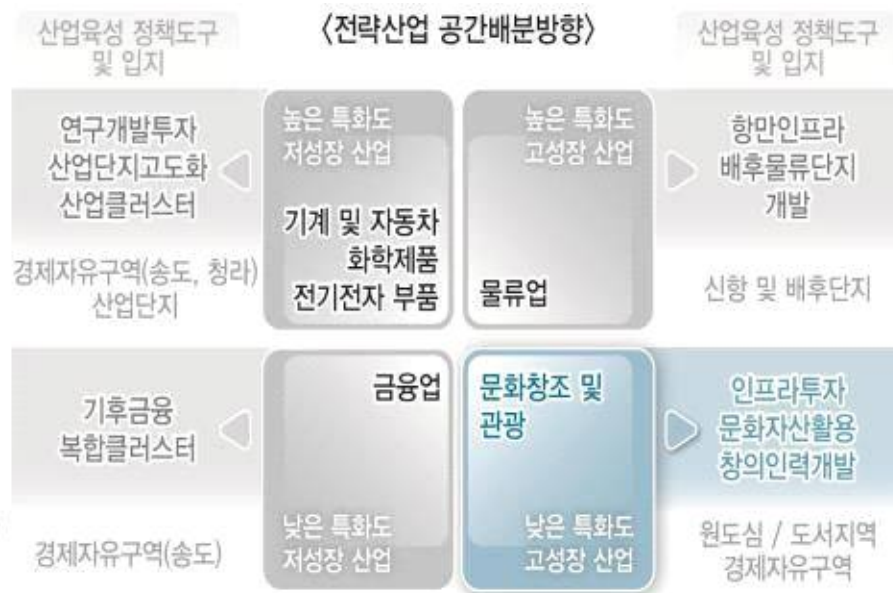 산업육성 정책도구
및 입지
〈전략산업 공간배분방향〉
산업육성 정책도구
및 입지
연구개발투자
산업단지고도화
산업클러스터
경제자유구역(송도, 청라)
산업단지
높은 특화도
저성장 산업
기계 및 자동차
화학제품
전기전자 부품
높은 특화도
고성장 산업
물류업
항만인프라
배후물류단지
개발
신항 및 배후단지
기후금융
복합클러스터
경제자유구역(송도)
금융업
낮은 특화도
저성장 산업
문화창조 및
관광
낮은 특화도
고성장 산업
인프라투자
문화자산활용
창의인력개발
원도심 / 도서지역
경제자유구역